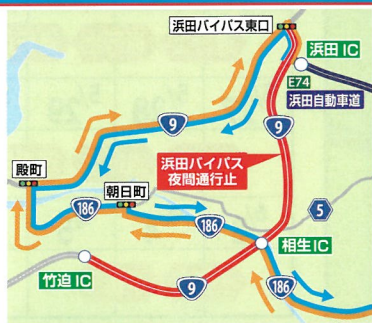 浜田バイパス東口
浜田 IC
E74
浜田自動車道
9
9
浜田バイパス
夜間通行止
殿町
朝日町
186
5
186
相生IC
竹迫 IC
9
186